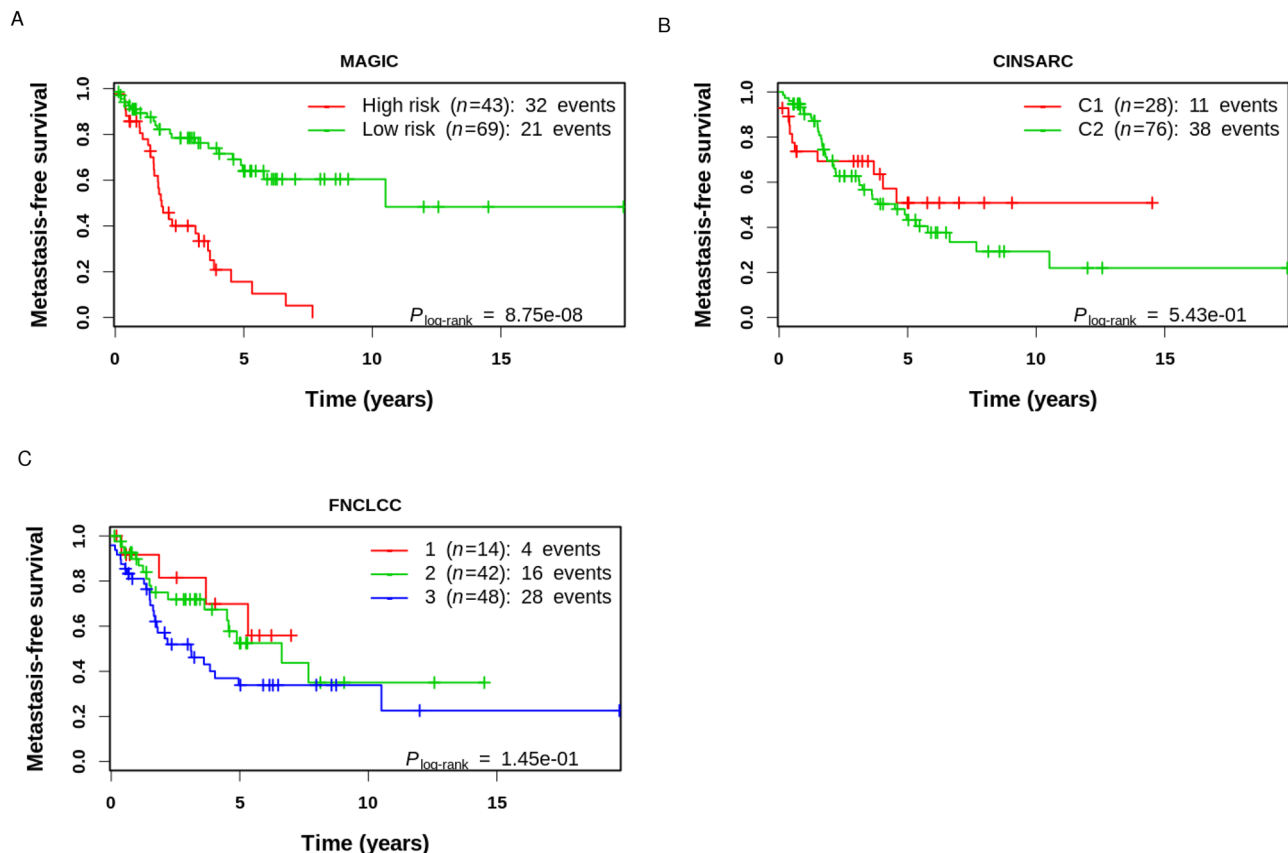 A
MAGIC
Metastasis-free survival
1.0
0.8
0.6
0.4
0.2
0.0
High risk (n=43): 32 events
Low risk (n=69): 21 events
P log-rank = 8.75e-08
0 5 10 15
Time (years)
B
CINSARC
Metastasis-free survival
1.0
0.8
0.6
0.4
0.2
0.0
C1 (n=28): 11 events
C2 (n=76): 38 events
P log-rank = 5.43e-01
0 5 10 15
Time (years)
C
FNCLCC
Metastasis-free survival
1.0
0.8
0.6
0.4
0.2
0.0
1 (n=14): 4 events
2 (n=42): 16 events
3 (n=48): 28 events
P log-rank = 1.45e-01
0 5 10 15
Time (years)